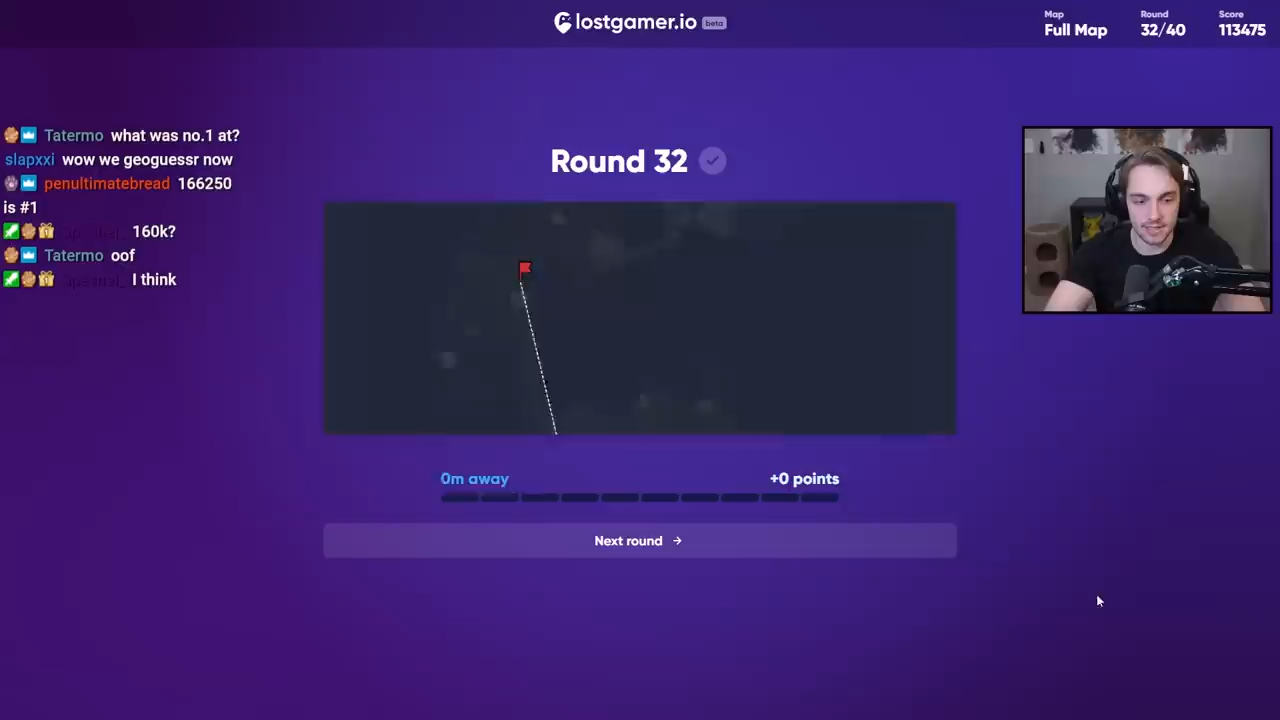 lostgamer.io beta
Map
Full Map
Round
32/40
Score
113475
Tatermo what was no.1 at?
slapxxi wow we geoguessr now
penultimatebread 166250
is #1
160k?
Tatermo oof
I think
Round 32
0m away
+0 points
Next round →